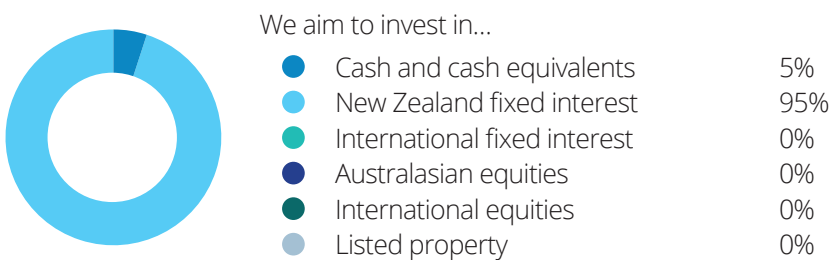 We aim to invest in...
Cash and cash equivalents 5%
New Zealand fixed interest 95%
International fixed interest 0%
Australasian equities 0%
International equities 0%
Listed property 0%